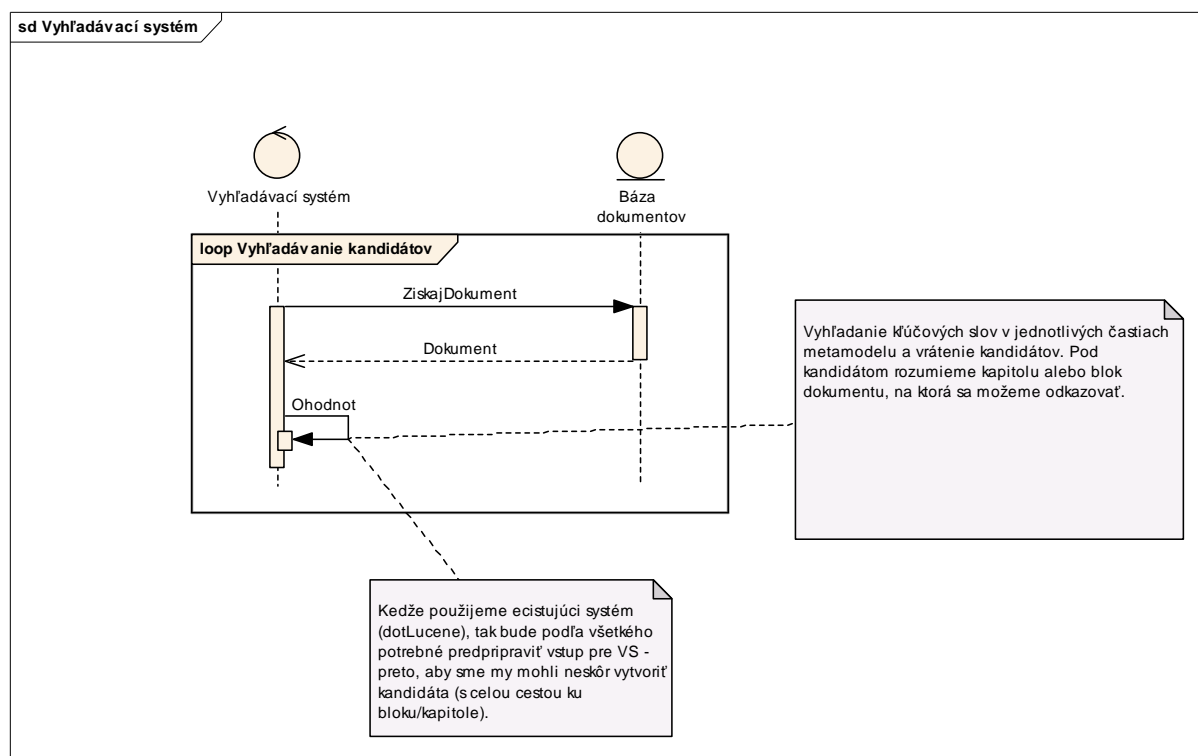 sd Vyhľadávací systém
Vyhľadávací systém
Báza
dokumentov
loop Vyhľadávanie kandidátov
ZiskajDokument
Dokument
Ohodnot
Vyhľadanie kľúčových slov v jednotlivých častiach
metamodelu a vrátenie kandidátov. Pod
kandidátom rozumieme kapitolu alebo blok
dokumentu, na ktorá sa možeme odkazovať.
Kedže použijeme ecistujúci systém
(dotLucene), tak bude podľa všetkého
potrebné predpripraviť vstup pre VS -
preto, aby sme my mohli neskôr vytvoriť
kandidáta (s celou cestou ku
bloku/kapitole).